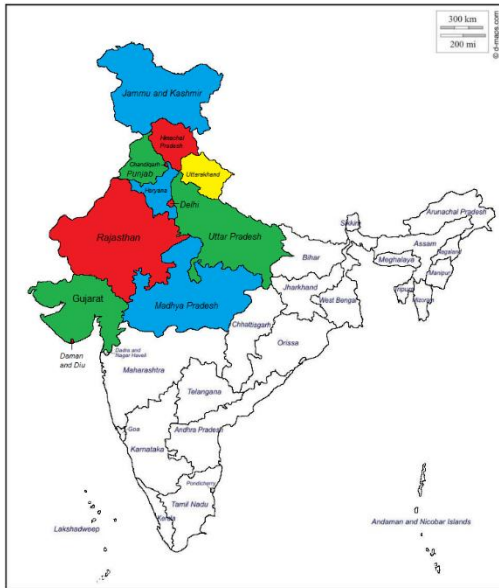 300 km
200 mi
© d-maps.com
Jammu and Kashmir
Himachal
Pradesh
Chandigarh
Punjab
Uttarakhand
Haryana
Delhi
Rajasthan
Uttar Pradesh
Sikkim
Arunachal Pradesh
Assam
Nagaland
Meghalaya
Manipur
Bihar
Tripura
Mizoram
Gujarat
Jharkhand
West Bengal
Madhya Pradesh
Chhattisgarh
Daman
and Diu
Dadra and
Nagar Haveli
Orissa
Maharashtra
Telangana
Goa
Andhra Pradesh
Karnataka
Pondicherry
Tamil Nadu
Kerala
Lakshadweep
Andaman and Nicobar Islands